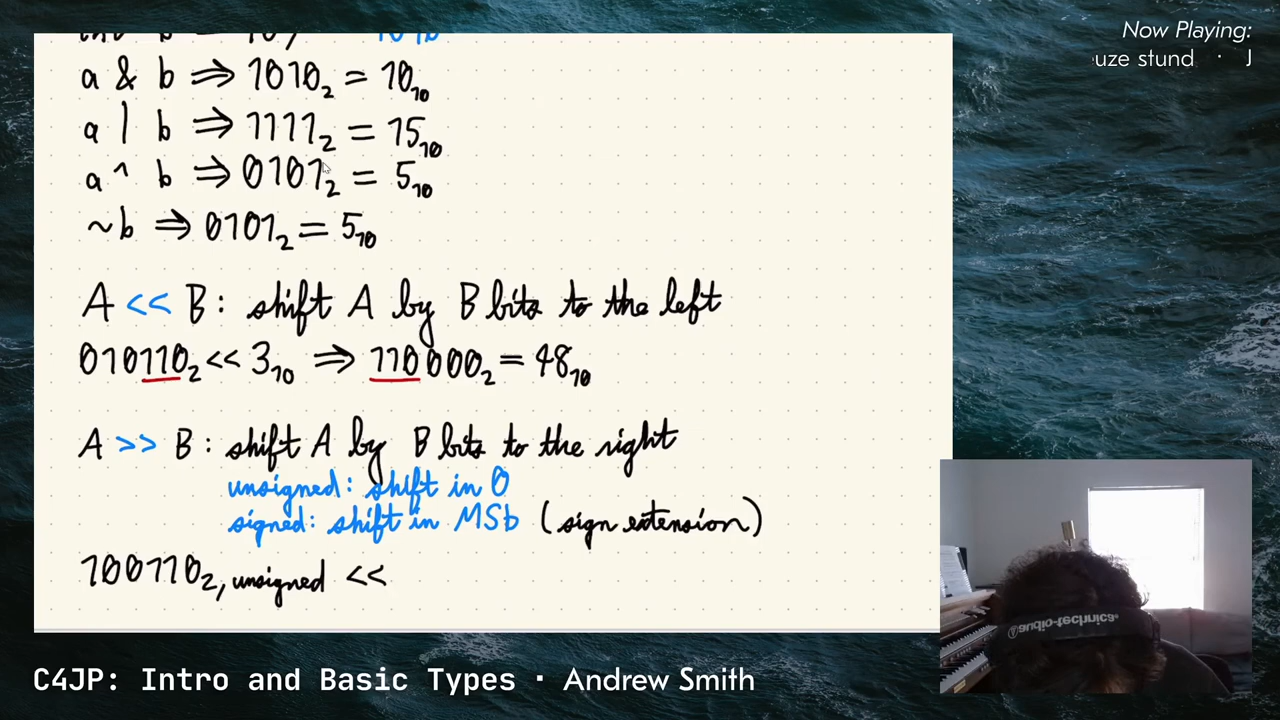 Now Playing:
uze stund · J
a & b ⇒ 1010₂ = 10₁₀
a | b ⇒ 1111₂ = 15₁₀
a ^ b ⇒ 0101₂ = 5₁₀
~b ⇒ 0101₂ = 5₁₀
A << B: shift A by B bits to the left
010110₂ << 3₁₀ ⇒ 110000₂ = 48₁₀
A >> B: shift A by B bits to the right
unsigned: shift in 0
signed: shift in MSb (sign extension)
100110₂, unsigned <<
audio-technica
C4JP: Intro and Basic Types · Andrew Smith